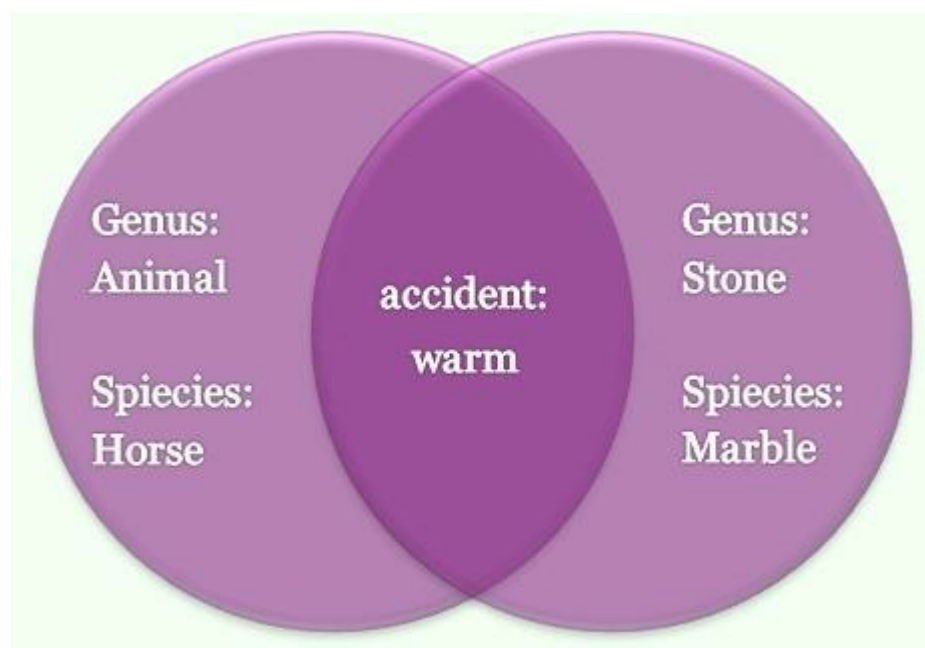 Genus:
Animal
Spiecies:
Horse
accident:
warm
Genus:
Stone
Spiecies:
Marble